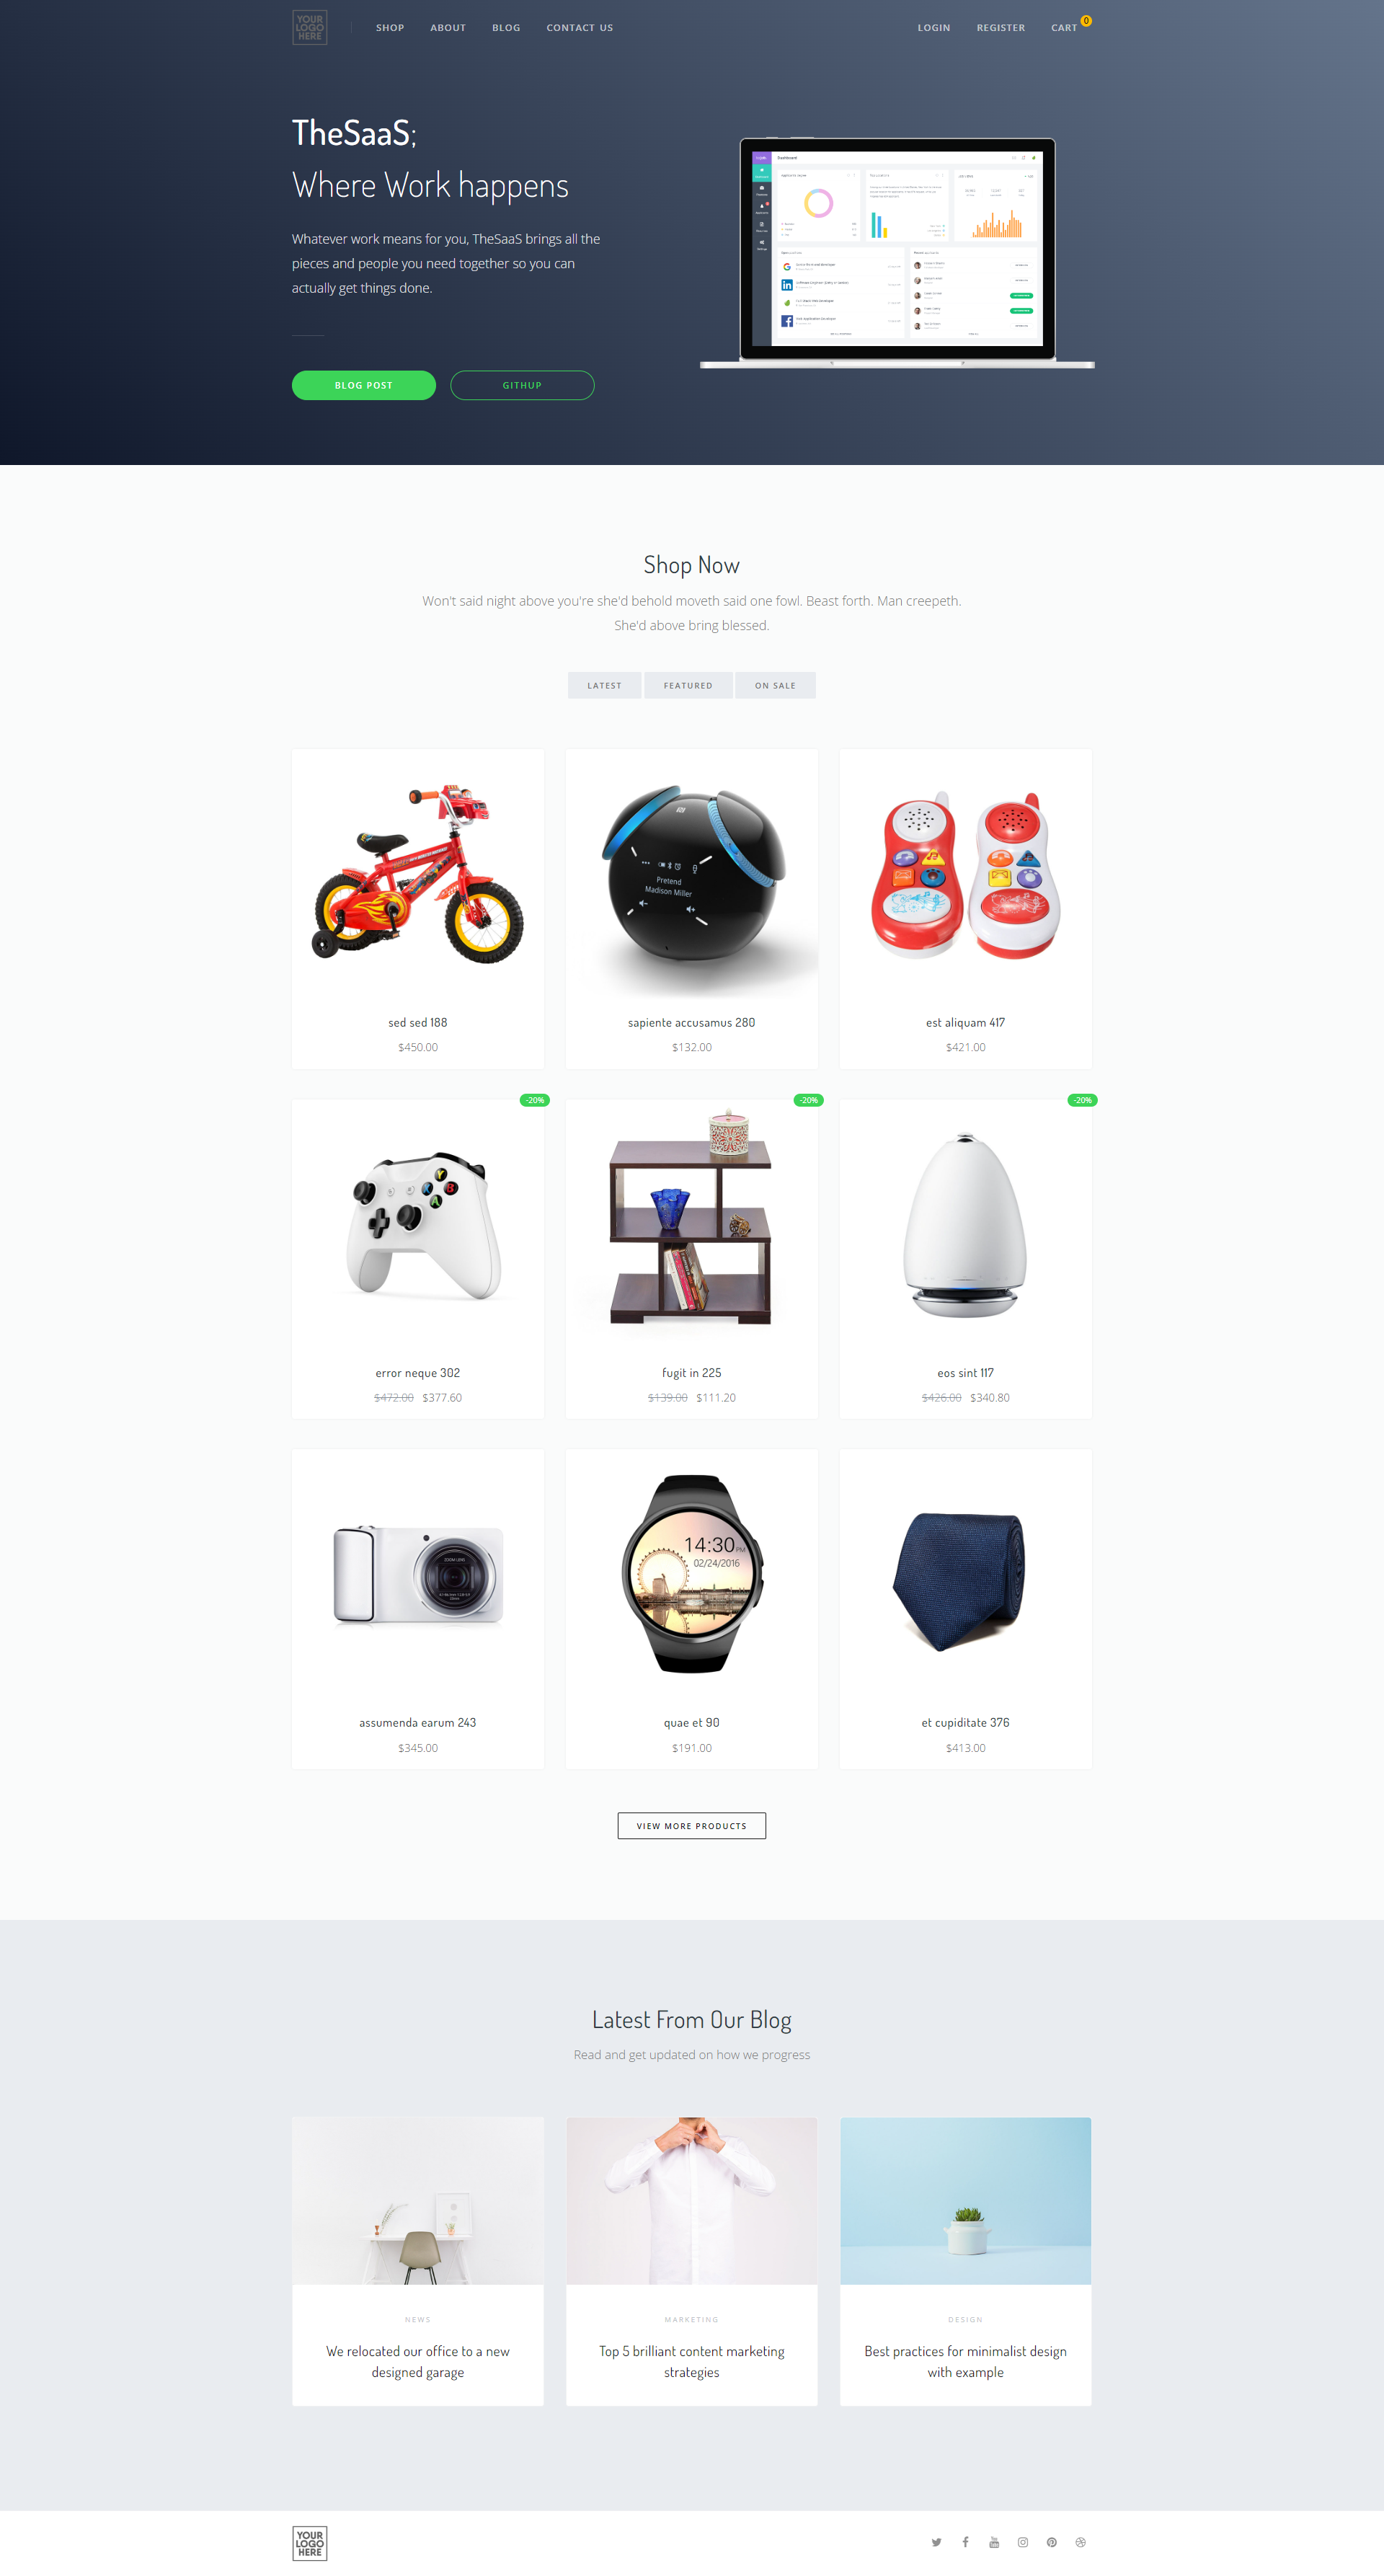 YOUR
LOGO
HERE
SHOP ABOUT BLOG CONTACT US LOGIN REGISTER CART 0
TheSaaS;
Where Work happens
Whatever work means for you, TheSaaS brings all the
pieces and people you need together so you can
actually get things done.
BLOG POST GITHUP
Dashboard
Shop Now
Won't said night above you're she'd behold moveth said one fowl. Beast forth. Man creepeth.
She'd above bring blessed.
LATEST FEATURED ON SALE
Pretend
Madison Miller
sed sed 188 sapiente accusamus 280 est aliquam 417
$450.00 $132.00 $421.00
-20% -20% -20%
Y
X B
A
error neque 302 fugit in 225 eos sint 117
$472.00 $377.60 $139.00 $111.20 $426.00 $340.80
14:30 PM
02/24/2016
ZOOM LENS
assumenda earum 243 quae et 90 et cupiditate 376
$345.00 $191.00 $413.00
VIEW MORE PRODUCTS
Latest From Our Blog
Read and get updated on how we progress
NEWS MARKETING DESIGN
We relocated our office to a new Top 5 brilliant content marketing Best practices for minimalist design
designed garage strategies with example
YOUR
LOGO
HERE